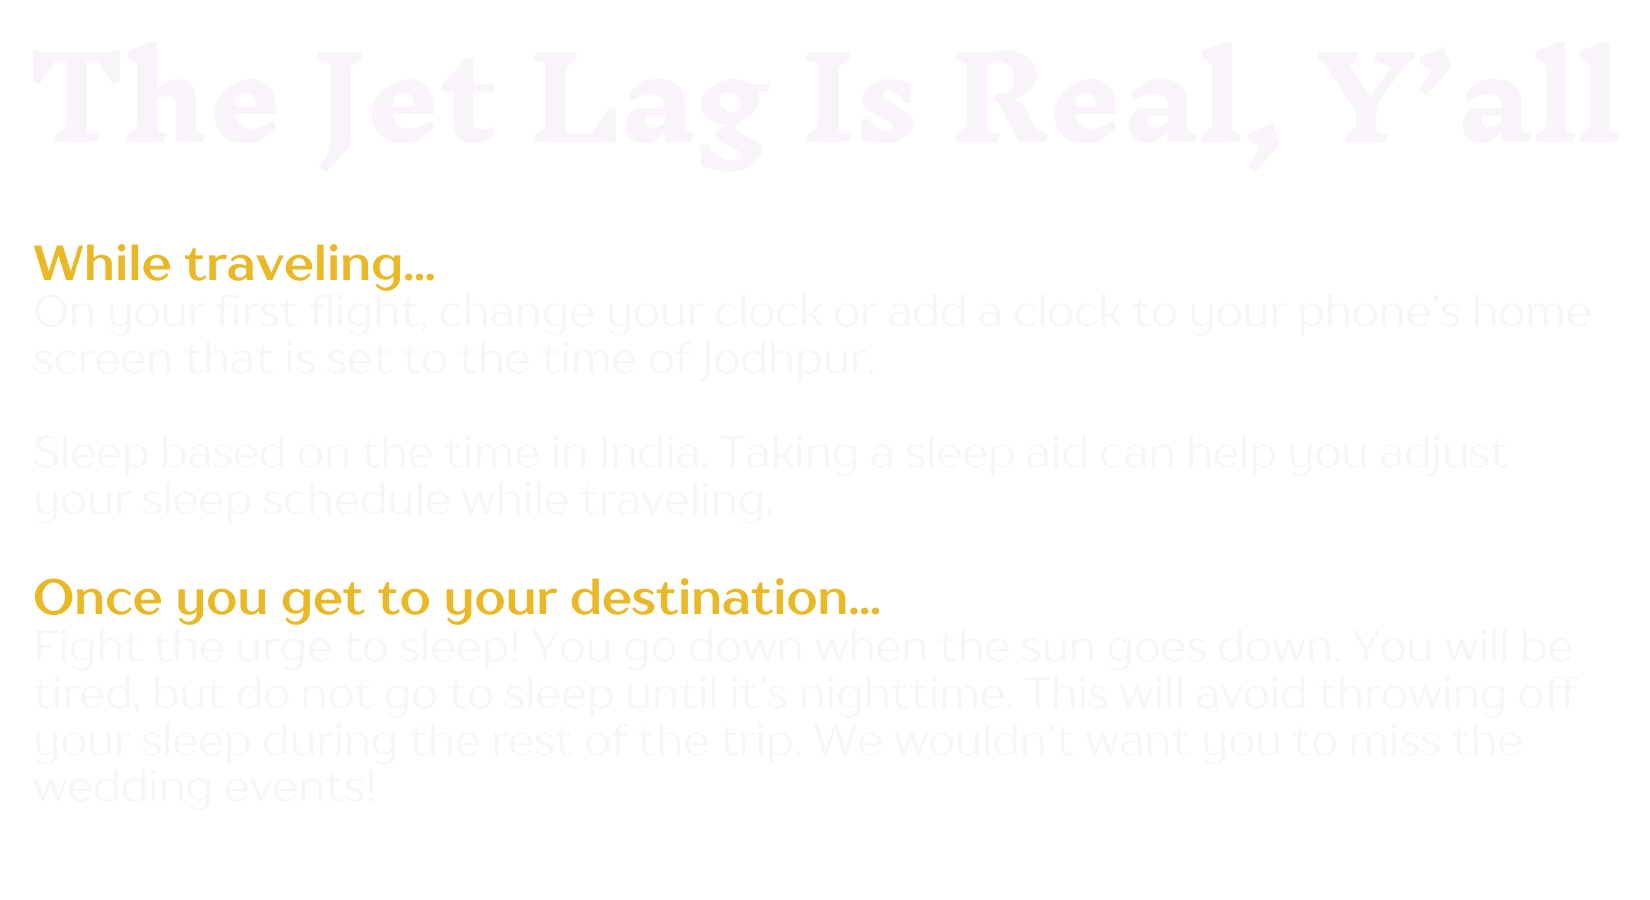 The Jet Lag Is Real, Y’all
While traveling...
On your first flight, change your clock or add a clock to your phone’s home
screen that is set to the time of Jodhpur.
Sleep based on the time in India. Taking a sleep aid can help you adjust
your sleep schedule while traveling.
Once you get to your destination...
Fight the urge to sleep! You go down when the sun goes down. You will be
tired, but do not go to sleep until it’s nighttime. This will avoid throwing off
your sleep during the rest of the trip. We wouldn’t want you to miss the
wedding events!